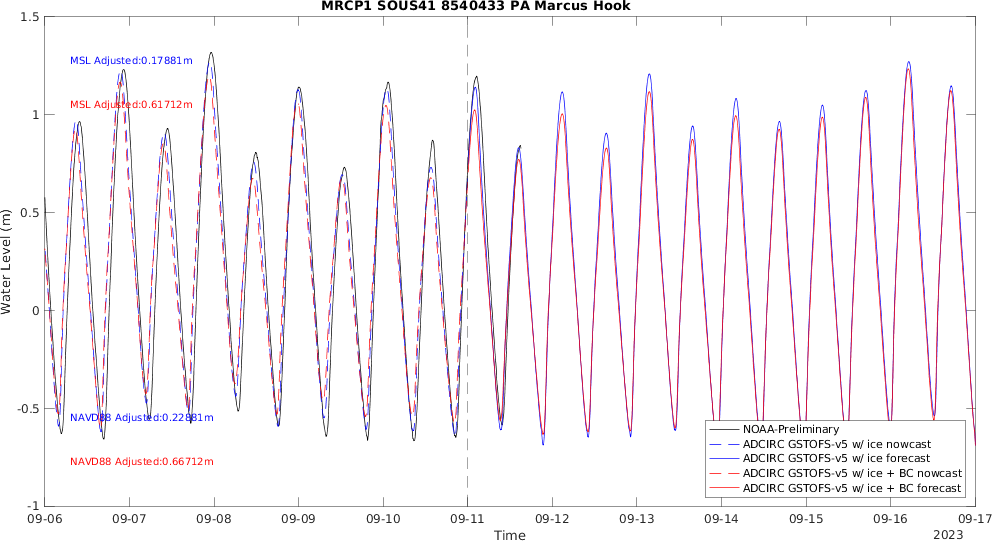 MRCP1 SOUS41 8540433 PA Marcus Hook
1.5
1
0.5
0
-0.5
-1
Water Level (m)
MSL Adjusted:0.17881m
MSL Adjusted:0.61712m
NAVD88 Adjusted:0.22881m
NAVD88 Adjusted:0.66712m
NOAA-Preliminary
ADCIRC GSTOFS-v5 w/ ice nowcast
ADCIRC GSTOFS-v5 w/ ice forecast
ADCIRC GSTOFS-v5 w/ ice + BC nowcast
ADCIRC GSTOFS-v5 w/ ice + BC forecast
09-06 09-07 09-08 09-09 09-10 09-11 09-12 09-13 09-14 09-15 09-16 09-17
Time
2023